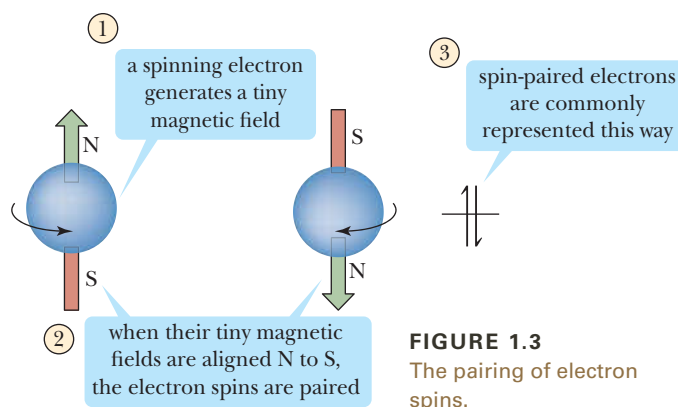 1
a spinning electron
generates a tiny
magnetic field
N
S
S
N
2
when their tiny magnetic
fields are aligned N to S,
the electron spins are paired
3
spin-paired electrons
are commonly
represented this way
FIGURE 1.3
The pairing of electron
spins.